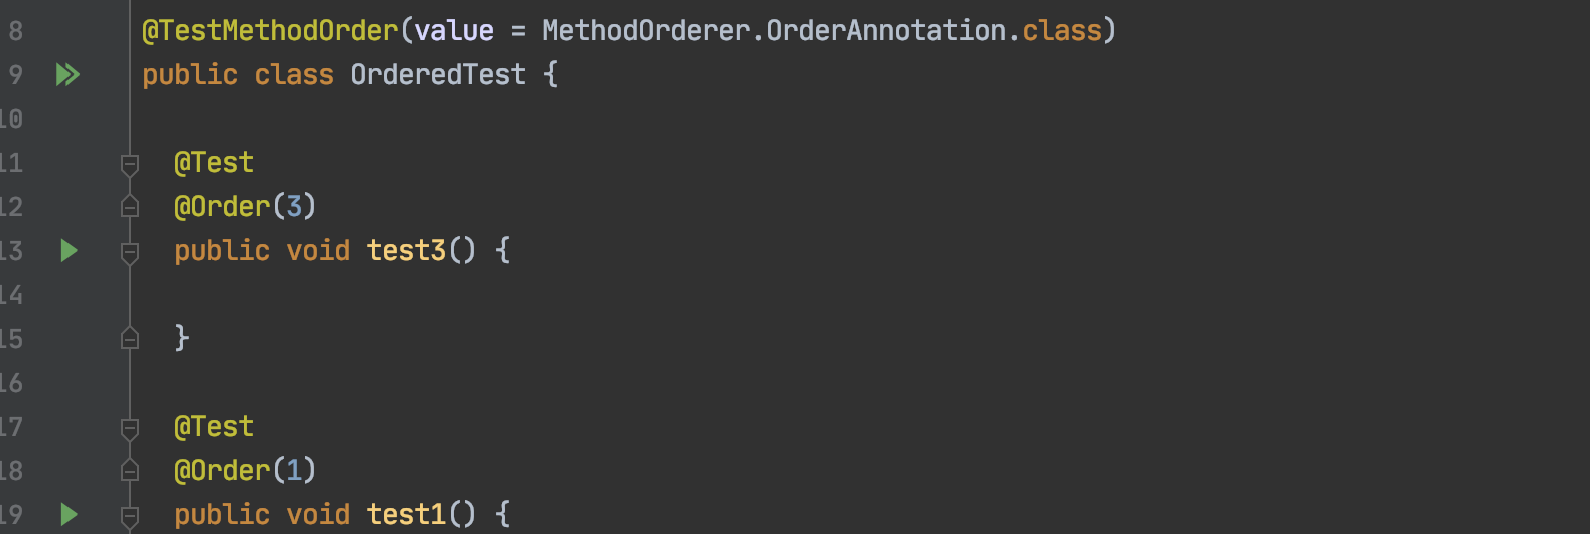 8 @TestMethodOrder(value = MethodOrderer.OrderAnnotation.class)
9 public class OrderedTest {
10
11 @Test
12 @Order(3)
13 public void test3() {
14
15 }
16
17 @Test
18 @Order(1)
19 public void test1() {